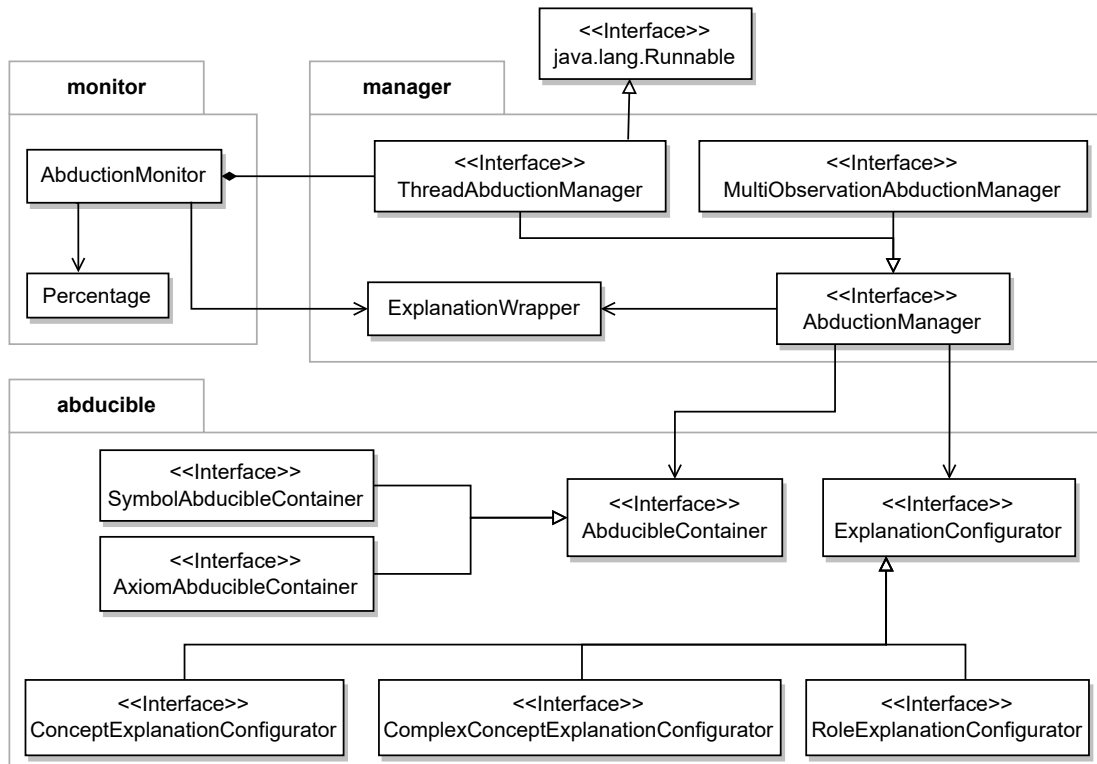 <<Interface>>
java.lang.Runnable
monitor
manager
AbductionMonitor
<<Interface>>
ThreadAbductionManager
<<Interface>>
MultiObservationAbductionManager
Percentage
ExplanationWrapper
<<Interface>>
AbductionManager
abducible
<<Interface>>
SymbolAbducibleContainer
<<Interface>>
AbducibleContainer
<<Interface>>
ExplanationConfigurator
<<Interface>>
AxiomAbducibleContainer
<<Interface>>
ConceptExplanationConfigurator
<<Interface>>
ComplexConceptExplanationConfigurator
<<Interface>>
RoleExplanationConfigurator